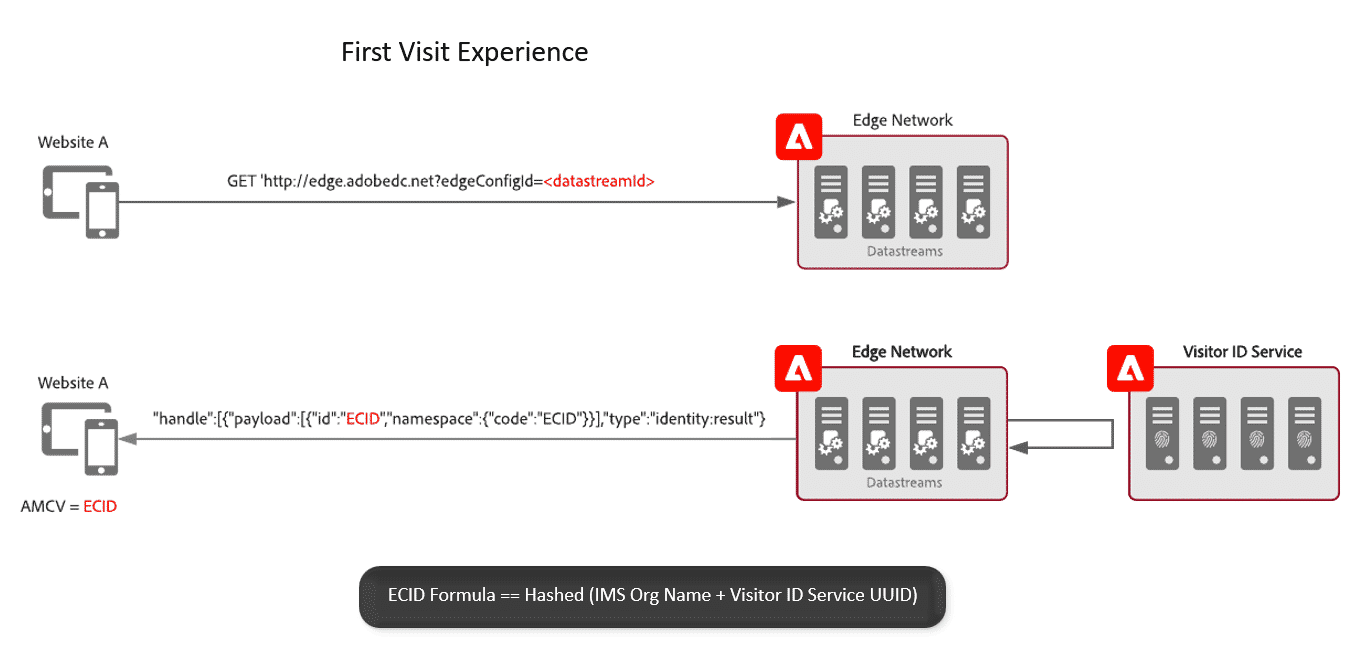 First Visit Experience
Edge Network
Website A
GET 'http://edge.adobedc.net?edgeConfigId=<datastreamId>
Datastreams
Edge Network
Visitor ID Service
Website A
"handle":[{"payload":[{"id":"ECID","namespace":{"code":"ECID"}}],"type":"identity:result"}
Datastreams
AMCV = ECID
ECID Formula == Hashed (IMS Org Name + Visitor ID Service UUID)